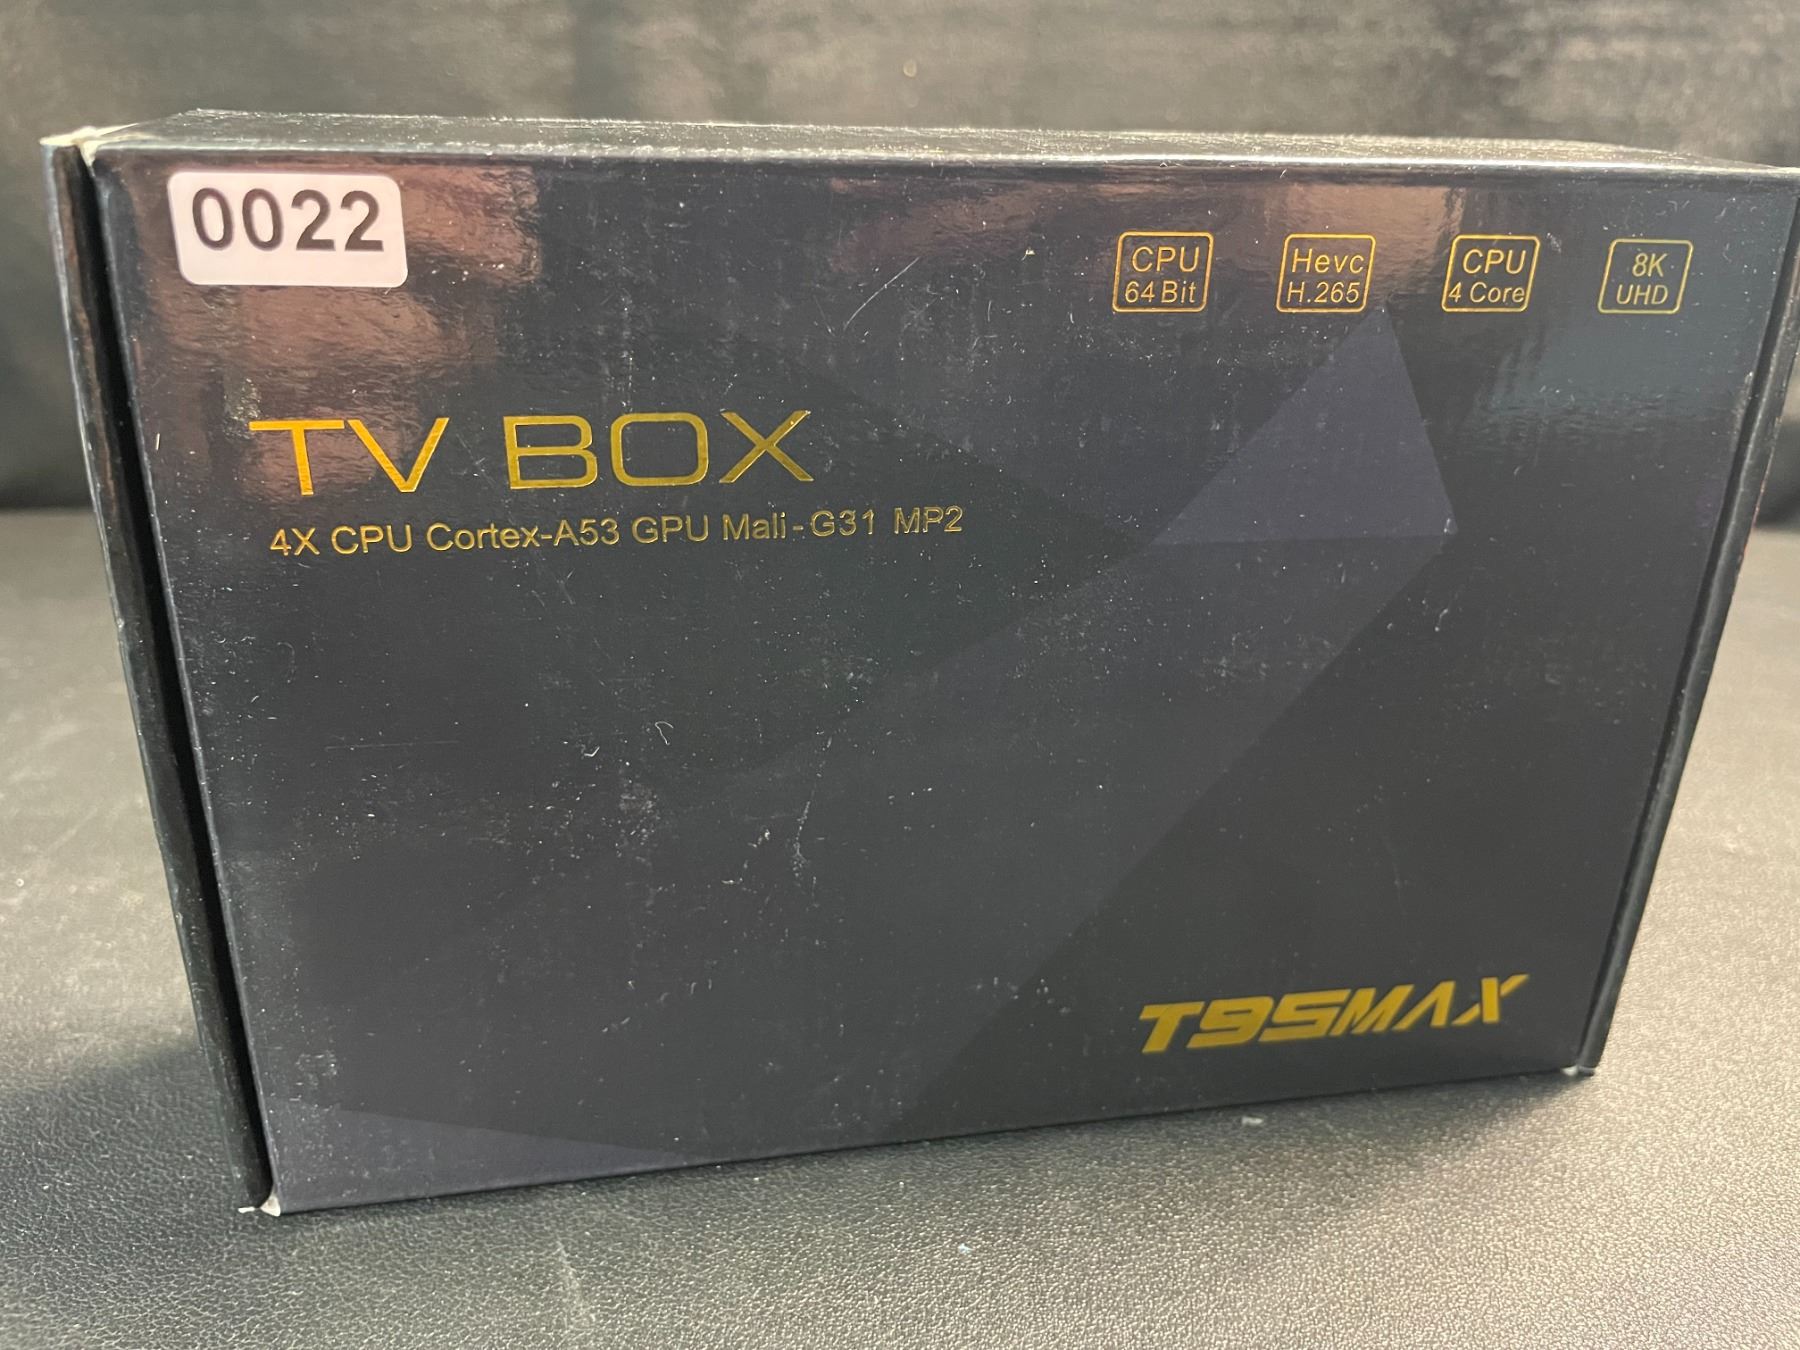 0022
CPU
64 Bit
Hevc
H.265
CPU
4 Core
8K
UHD
TV BOX
4X CPU Cortex-A53 GPU Mali-G31 MP2
T95MAX